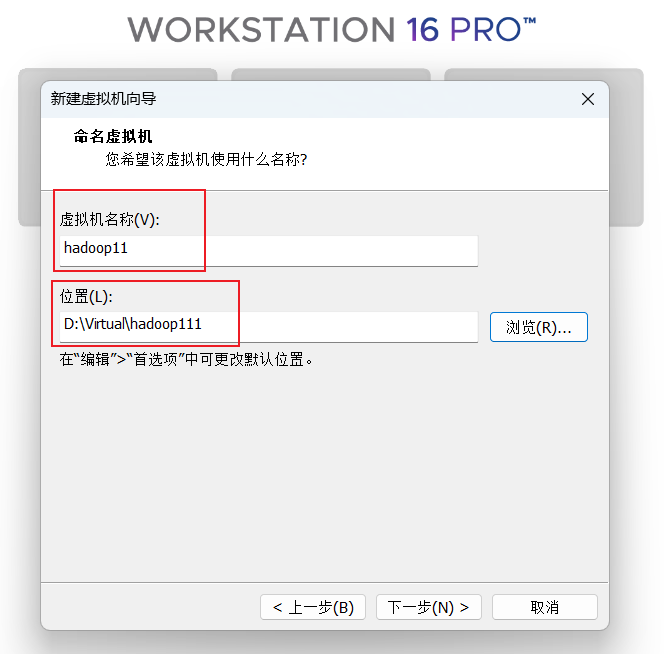 WORKSTATION 16 PRO™
新建虚拟机向导
命名虚拟机
您希望该虚拟机使用什么名称?
虚拟机名称(V):
hadoop11
位置(L):
D:\Virtual\hadoop111
浏览(R)...
在“编辑”>“首选项”中可更改默认位置。
< 上一步(B)
下一步(N) >
取消